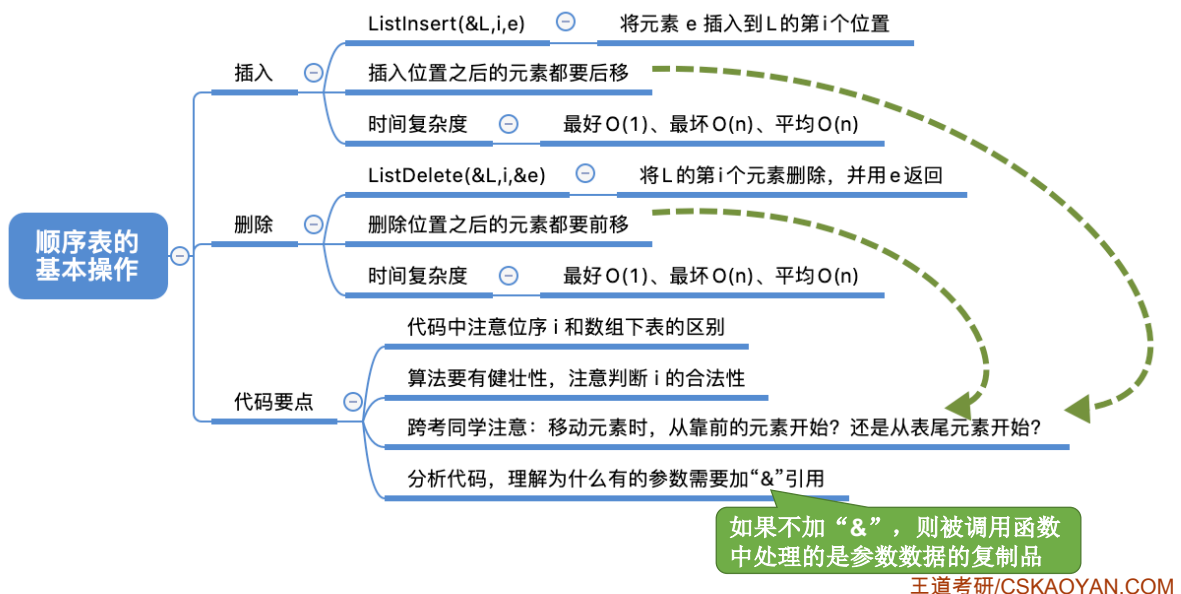 ListInsert(&L,i,e)
将元素 e 插入到L的第i个位置
插入
插入位置之后的元素都要后移
时间复杂度
最好O(1)、最坏O(n)、平均O(n)
ListDelete(&L,i,&e)
将L的第i个元素删除，并用e返回
删除
删除位置之后的元素都要前移
时间复杂度
最好O(1)、最坏O(n)、平均O(n)
顺序表的
基本操作
代码中注意位序 i 和数组下表的区别
算法要有健壮性，注意判断 i 的合法性
代码要点
跨考同学注意：移动元素时，从靠前的元素开始？还是从表尾元素开始？
分析代码，理解为什么有的参数需要加“&”引用
如果不加“&”，则被调用函数
中处理的是参数数据的复制品
王道考研/CSKAOYAN.COM